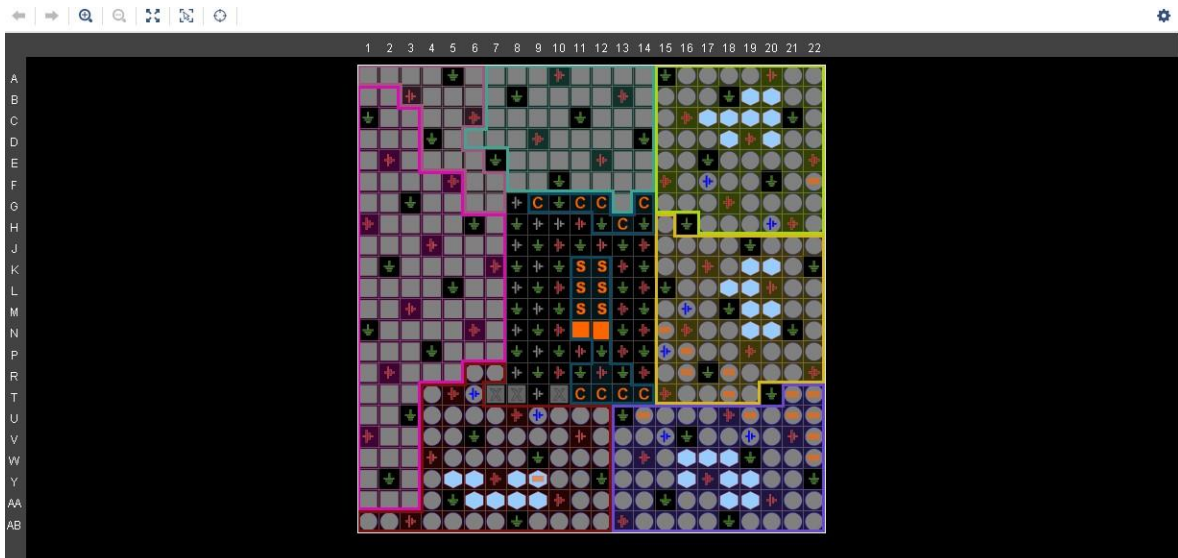 1 2 3 4 5 6 7 8 9 10 11 12 13 14 15 16 17 18 19 20 21 22
A
B
C
D
E
F
G C C C C
H C
J
K S S
L S S
M S S
N
P
R
T X X X C C C C
U
V
W
Y
AA
AB